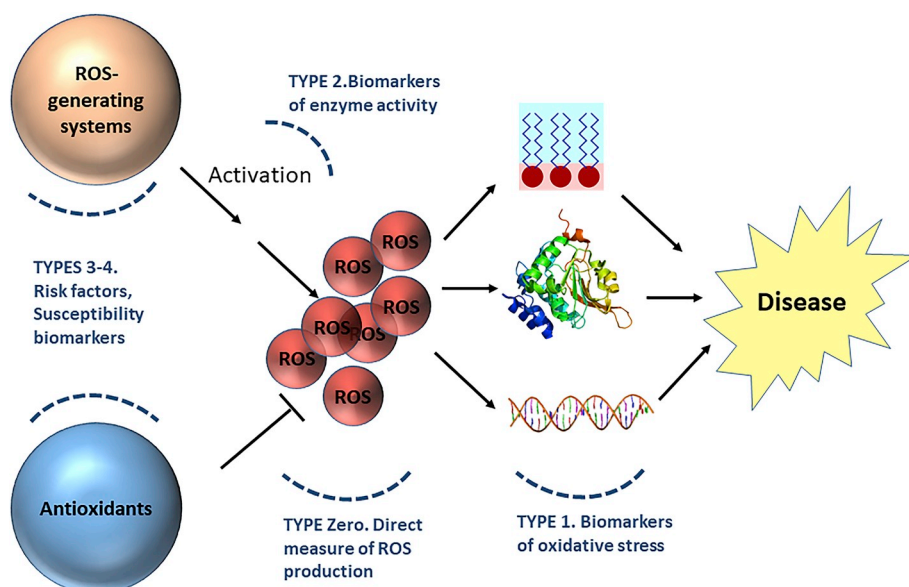 ROS-
generating
systems
TYPE 2.Biomarkers
of enzyme activity
Activation
TYPES 3-4.
Risk factors,
Susceptibility
biomarkers
ROS
ROS
ROS
ROS
ROS
ROS
ROS
Disease
Antioxidants
TYPE Zero. Direct
measure of ROS
production
TYPE 1. Biomarkers
of oxidative stress